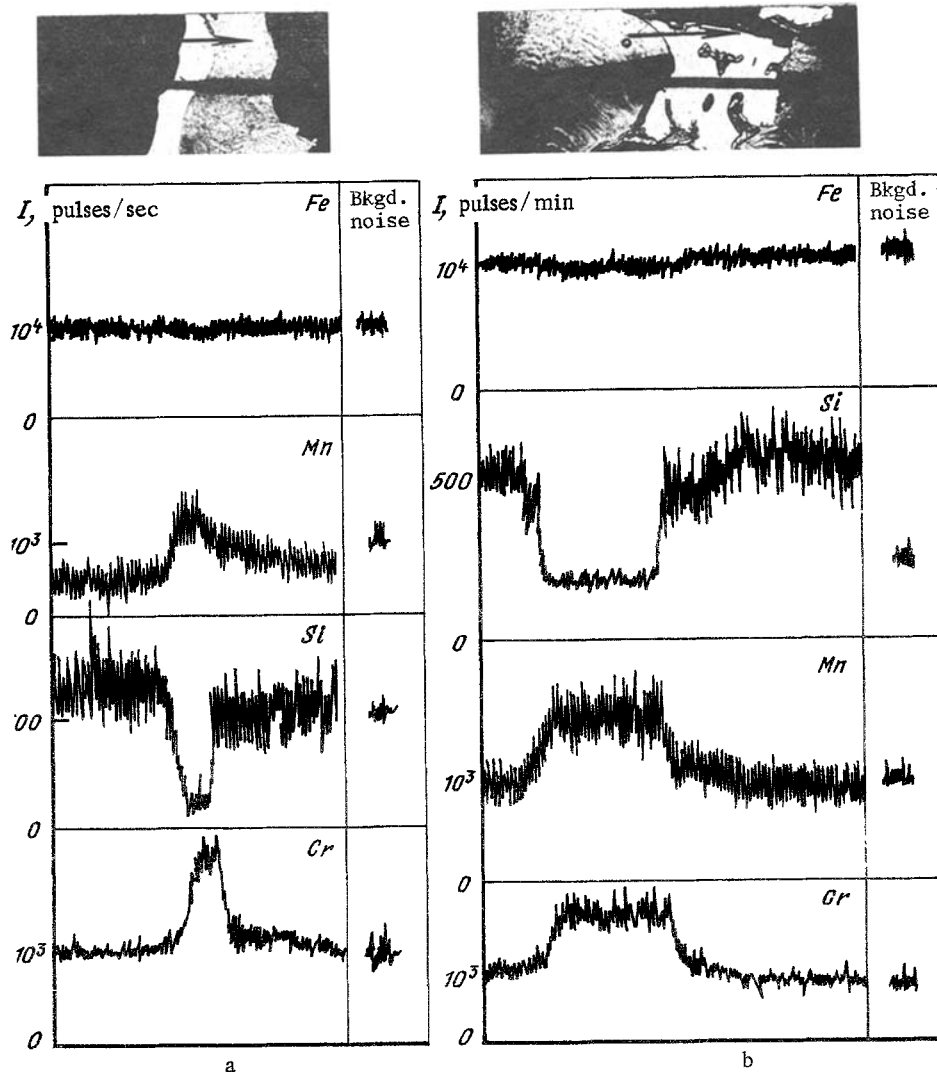 I, pulses/sec
Fe
Bkgd.
noise
10⁴
0
Mn
10³
0
Si
0
Cr
10³
0
a
I, pulses/min
Fe
Bkgd.
noise
10⁴
0
Si
500
0
Mn
10³
0
Cr
10³
0
b